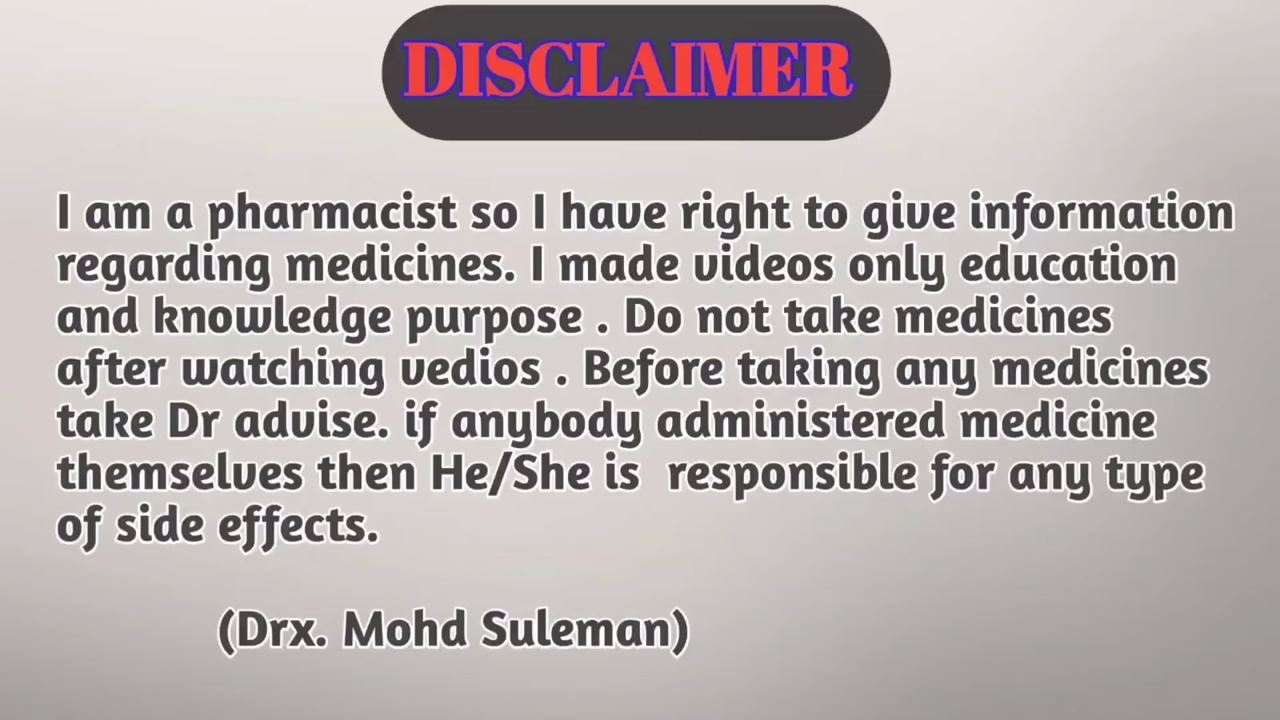 DISCLAIMER
I am a pharmacist so I have right to give information
regarding medicines. I made videos only education
and knowledge purpose . Do not take medicines
after watching vedios . Before taking any medicines
take Dr advise. if anybody administered medicine
themselves then He/She is  responsible for any type
of side effects.
(Drx. Mohd Suleman)